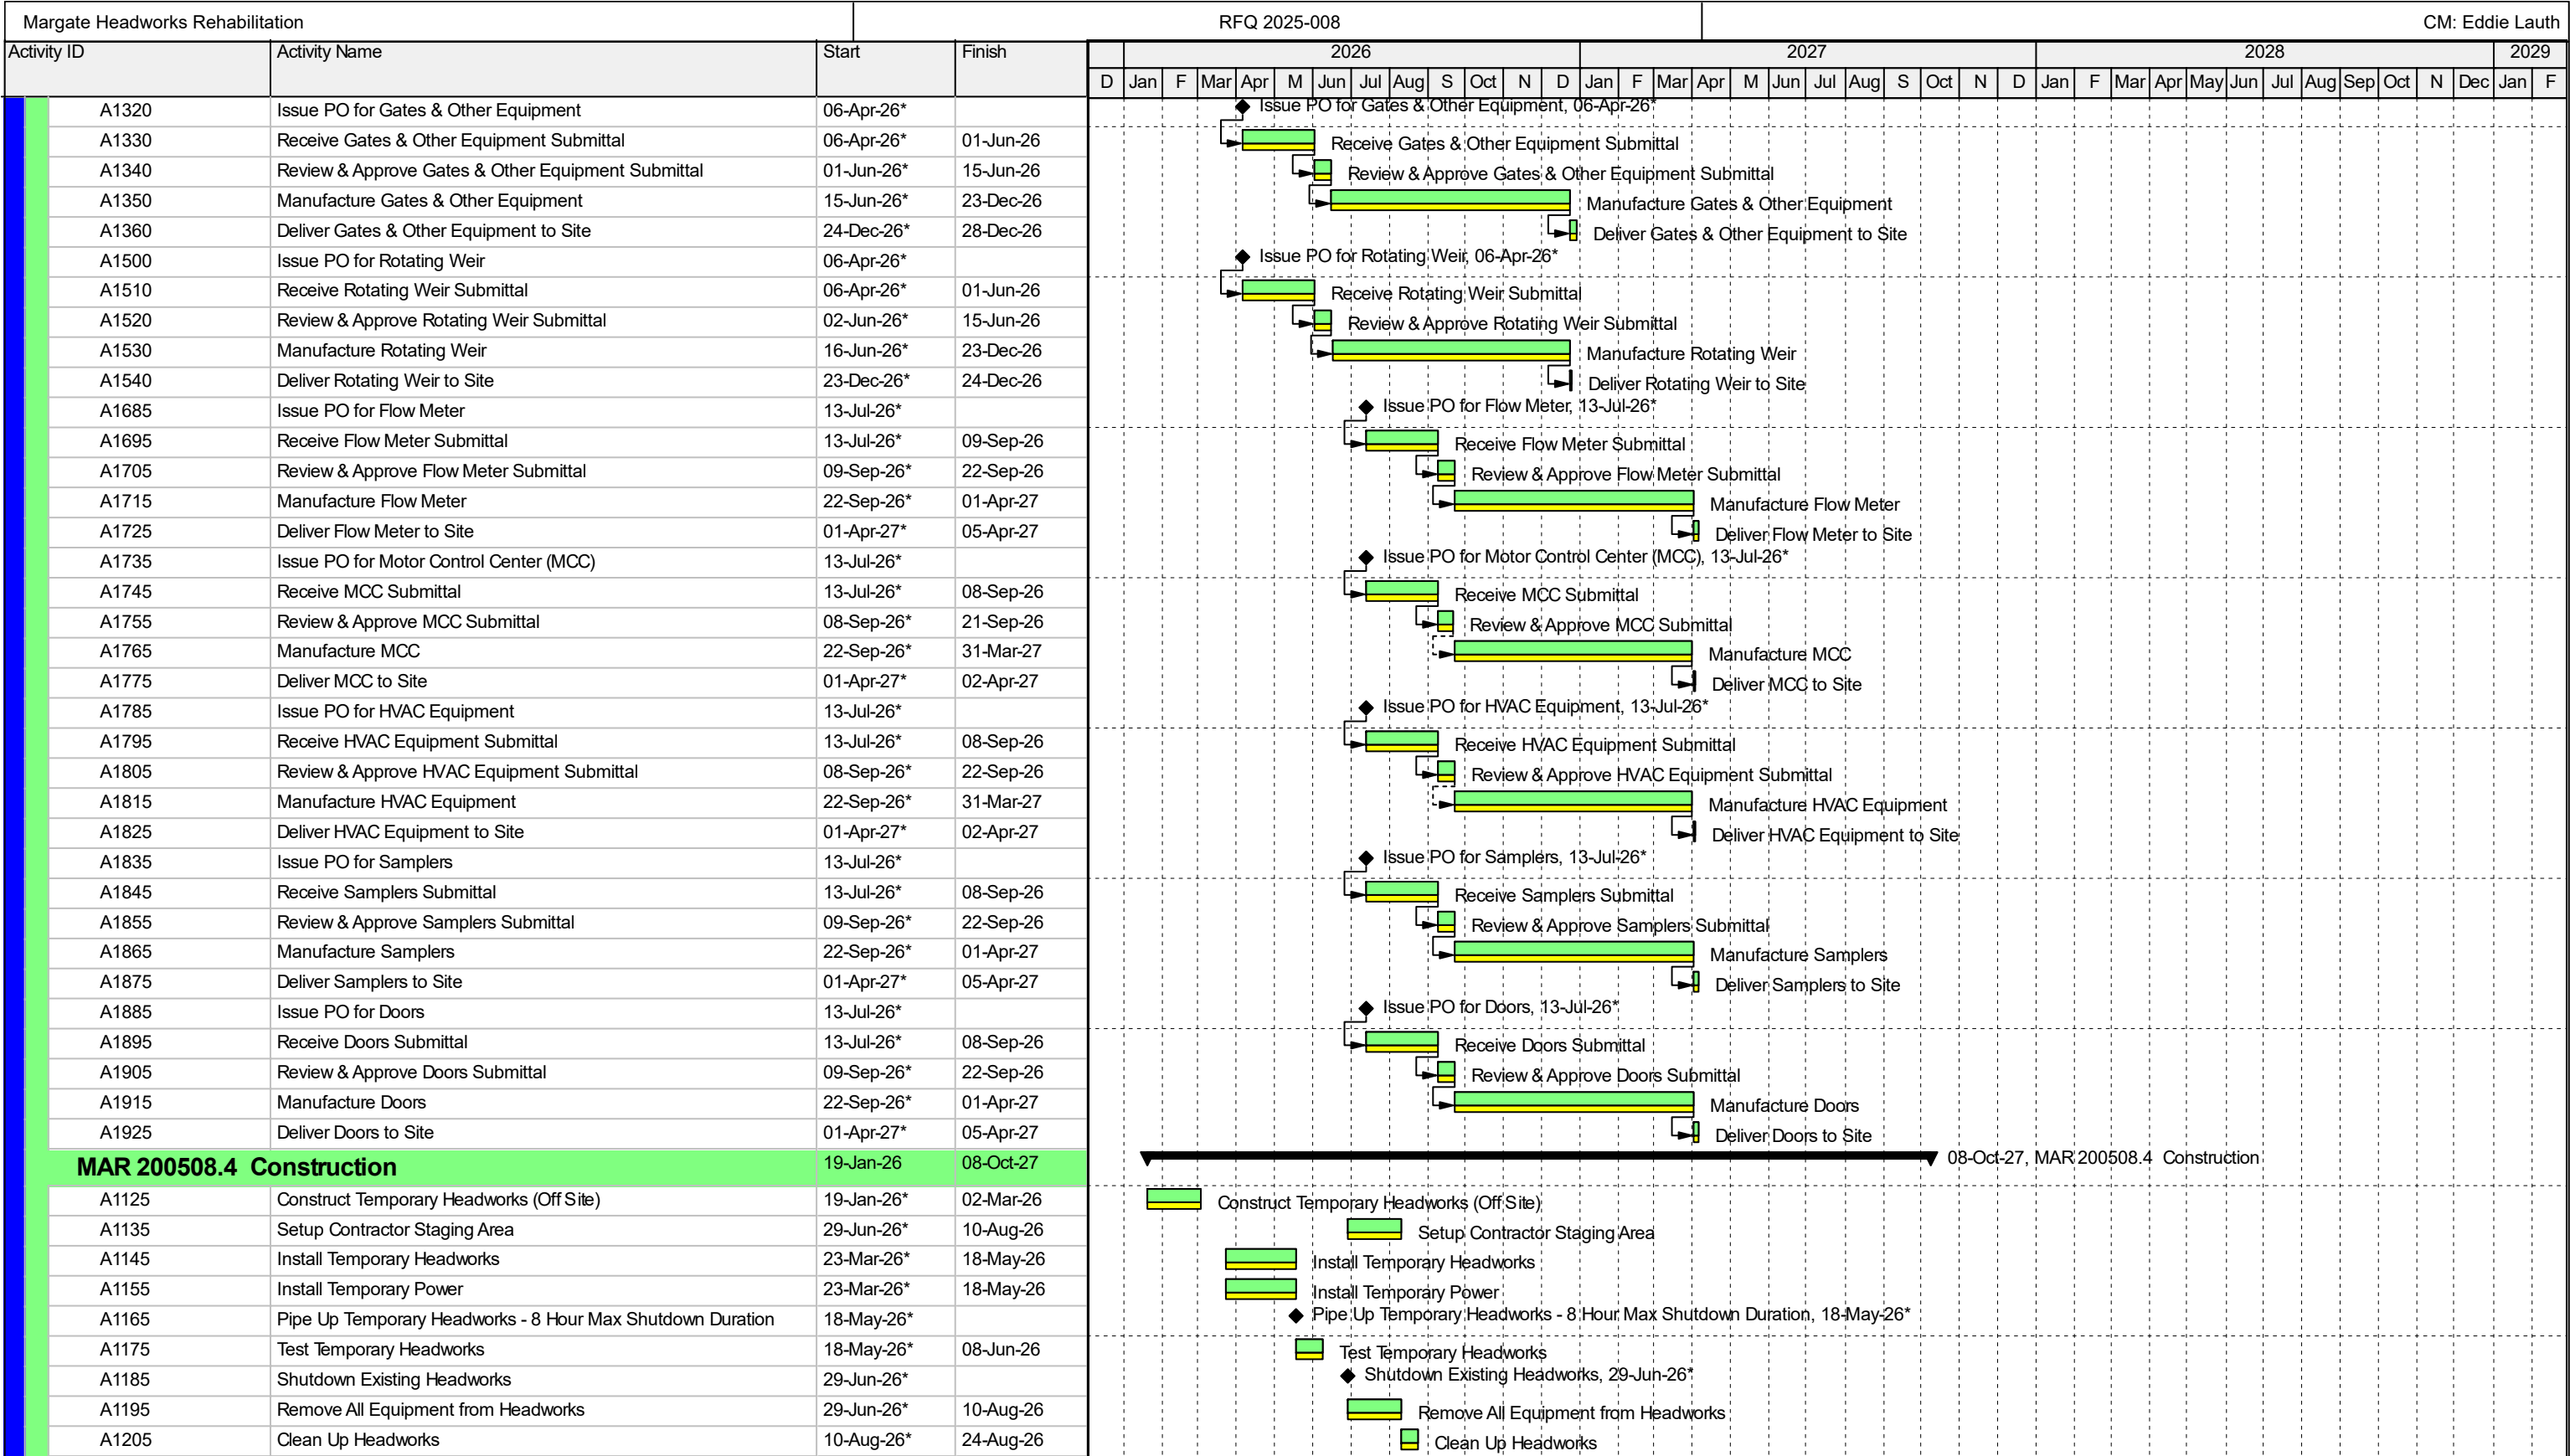 Margate Headworks Rehabilitation RFQ 2025-008 CM: Eddie Lauth
Activity ID Activity Name Start Finish 2026 2027 2028 2029
D Jan F Mar Apr M Jun Jul Aug S Oct N D Jan F Mar Apr M Jun Jul Aug S Oct N D Jan F Mar Apr May Jun Jul Aug Sep Oct N Dec Jan F
A1320 Issue PO for Gates & Other Equipment 06-Apr-26* Issue PO for Gates & Other Equipment, 06-Apr-26*
A1330 Receive Gates & Other Equipment Submittal 06-Apr-26* 01-Jun-26 Receive Gates & Other Equipment Submittal
A1340 Review & Approve Gates & Other Equipment Submittal 01-Jun-26* 15-Jun-26 Review & Approve Gates & Other Equipment Submittal
A1350 Manufacture Gates & Other Equipment 15-Jun-26* 23-Dec-26 Manufacture Gates & Other Equipment
A1360 Deliver Gates & Other Equipment to Site 24-Dec-26* 28-Dec-26 Deliver Gates & Other Equipment to Site
A1500 Issue PO for Rotating Weir 06-Apr-26* Issue PO for Rotating Weir, 06-Apr-26*
A1510 Receive Rotating Weir Submittal 06-Apr-26* 01-Jun-26 Receive Rotating Weir Submittal
A1520 Review & Approve Rotating Weir Submittal 02-Jun-26* 15-Jun-26 Review & Approve Rotating Weir Submittal
A1530 Manufacture Rotating Weir 16-Jun-26* 23-Dec-26 Manufacture Rotating Weir
A1540 Deliver Rotating Weir to Site 23-Dec-26* 24-Dec-26 Deliver Rotating Weir to Site
A1685 Issue PO for Flow Meter 13-Jul-26* Issue PO for Flow Meter, 13-Jul-26*
A1695 Receive Flow Meter Submittal 13-Jul-26* 09-Sep-26 Receive Flow Meter Submittal
A1705 Review & Approve Flow Meter Submittal 09-Sep-26* 22-Sep-26 Review & Approve Flow Meter Submittal
A1715 Manufacture Flow Meter 22-Sep-26* 01-Apr-27 Manufacture Flow Meter
A1725 Deliver Flow Meter to Site 01-Apr-27* 05-Apr-27 Deliver Flow Meter to Site
A1735 Issue PO for Motor Control Center (MCC) 13-Jul-26* Issue PO for Motor Control Center (MCC), 13-Jul-26*
A1745 Receive MCC Submittal 13-Jul-26* 08-Sep-26 Receive MCC Submittal
A1755 Review & Approve MCC Submittal 08-Sep-26* 21-Sep-26 Review & Approve MCC Submittal
A1765 Manufacture MCC 22-Sep-26* 31-Mar-27 Manufacture MCC
A1775 Deliver MCC to Site 01-Apr-27* 02-Apr-27 Deliver MCC to Site
A1785 Issue PO for HVAC Equipment 13-Jul-26* Issue PO for HVAC Equipment, 13-Jul-26*
A1795 Receive HVAC Equipment Submittal 13-Jul-26* 08-Sep-26 Receive HVAC Equipment Submittal
A1805 Review & Approve HVAC Equipment Submittal 08-Sep-26* 22-Sep-26 Review & Approve HVAC Equipment Submittal
A1815 Manufacture HVAC Equipment 22-Sep-26* 31-Mar-27 Manufacture HVAC Equipment
A1825 Deliver HVAC Equipment to Site 01-Apr-27* 02-Apr-27 Deliver HVAC Equipment to Site
A1835 Issue PO for Samplers 13-Jul-26* Issue PO for Samplers, 13-Jul-26*
A1845 Receive Samplers Submittal 13-Jul-26* 08-Sep-26 Receive Samplers Submittal
A1855 Review & Approve Samplers Submittal 09-Sep-26* 22-Sep-26 Review & Approve Samplers Submittal
A1865 Manufacture Samplers 22-Sep-26* 01-Apr-27 Manufacture Samplers
A1875 Deliver Samplers to Site 01-Apr-27* 05-Apr-27 Deliver Samplers to Site
A1885 Issue PO for Doors 13-Jul-26* Issue PO for Doors, 13-Jul-26*
A1895 Receive Doors Submittal 13-Jul-26* 08-Sep-26 Receive Doors Submittal
A1905 Review & Approve Doors Submittal 09-Sep-26* 22-Sep-26 Review & Approve Doors Submittal
A1915 Manufacture Doors 22-Sep-26* 01-Apr-27 Manufacture Doors
A1925 Deliver Doors to Site 01-Apr-27* 05-Apr-27 Deliver Doors to Site
MAR 200508.4 Construction 19-Jan-26 08-Oct-27 08-Oct-27, MAR 200508.4 Construction
A1125 Construct Temporary Headworks (Off Site) 19-Jan-26* 02-Mar-26 Construct Temporary Headworks (Off Site)
A1135 Setup Contractor Staging Area 29-Jun-26* 10-Aug-26 Setup Contractor Staging Area
A1145 Install Temporary Headworks 23-Mar-26* 18-May-26 Install Temporary Headworks
A1155 Install Temporary Power 23-Mar-26* 18-May-26 Install Temporary Power
A1165 Pipe Up Temporary Headworks - 8 Hour Max Shutdown Duration 18-May-26* Pipe Up Temporary Headworks - 8 Hour Max Shutdown Duration, 18-May-26*
A1175 Test Temporary Headworks 18-May-26* 08-Jun-26 Test Temporary Headworks
A1185 Shutdown Existing Headworks 29-Jun-26* Shutdown Existing Headworks, 29-Jun-26*
A1195 Remove All Equipment from Headworks 29-Jun-26* 10-Aug-26 Remove All Equipment from Headworks
A1205 Clean Up Headworks 10-Aug-26* 24-Aug-26 Clean Up Headworks